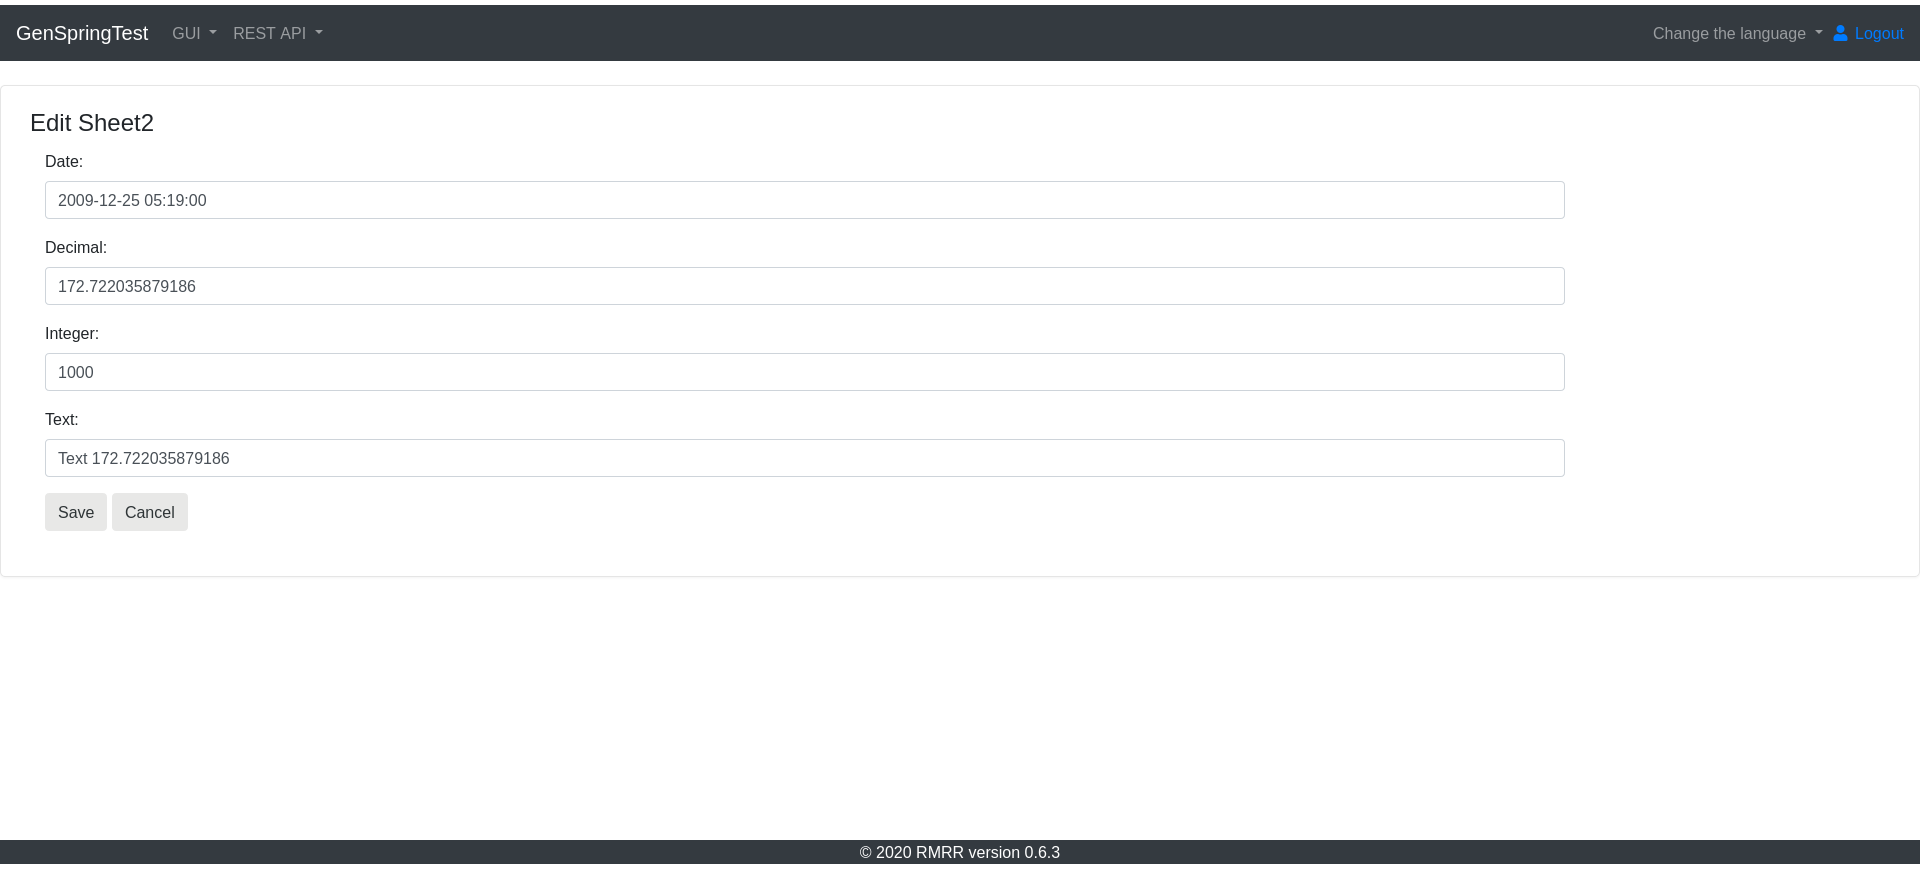 GenSpringTest GUI REST API Change the language Logout
Edit Sheet2
Date:
2009-12-25 05:19:00
Decimal:
172.722035879186
Integer:
1000
Text:
Text 172.722035879186
Save Cancel
© 2020 RMRR version 0.6.3